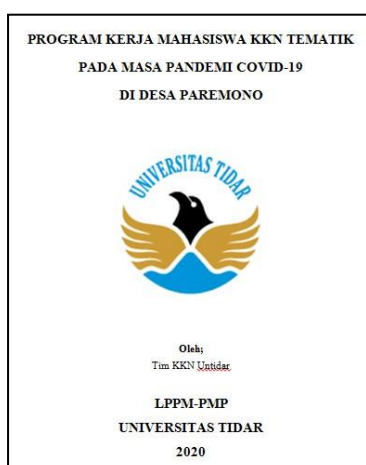 PROGRAM KERJA MAHASISWA KKN TEMATIK
PADA MASA PANDEMI COVID-19
DI DESA PAREMONO
UNIVERSITAS TIDAR
Oleh;
Tim KKN Untidar
LPPM-PMP
UNIVERSITAS TIDAR
2020